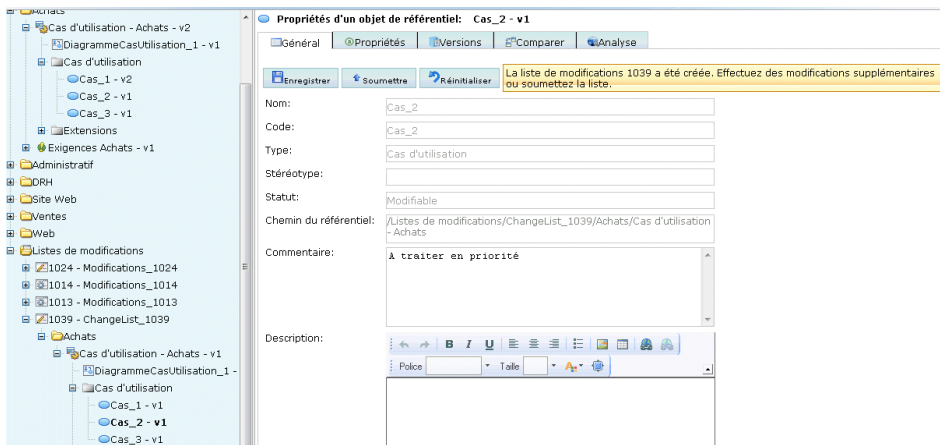 Achats
Cas d'utilisation - Achats - v2
DiagrammeCasUtilisation_1 - v1
Cas d'utilisation
Cas_1 - v2
Cas_2 - v1
Cas_3 - v1
Extensions
Exigences Achats - v1
Administratif
DRH
Site Web
Ventes
Web
Listes de modifications
1024 - Modifications_1024
1014 - Modifications_1014
1013 - Modifications_1013
1039 - ChangeList_1039
Achats
Cas d'utilisation - Achats - v1
DiagrammeCasUtilisation_1 -
Cas d'utilisation
Cas_1 - v1
Cas_2 - v1
Cas_3 - v1
Propriétés d'un objet de référentiel: Cas_2 - v1
Général Propriétés Versions Comparer Analyse
Enregistrer Soumettre Réinitialiser
La liste de modifications 1039 a été créée. Effectuez des modifications supplémentaires
ou soumettez la liste.
Nom: Cas_2
Code: Cas_2
Type: Cas d'utilisation
Stéréotype:
Statut: Modifiable
Chemin du référentiel: /Listes de modifications/ChangeList_1039/Achats/Cas d'utilisation
- Achats
Commentaire: A traiter en priorité
Description:
B I U
Police Taille